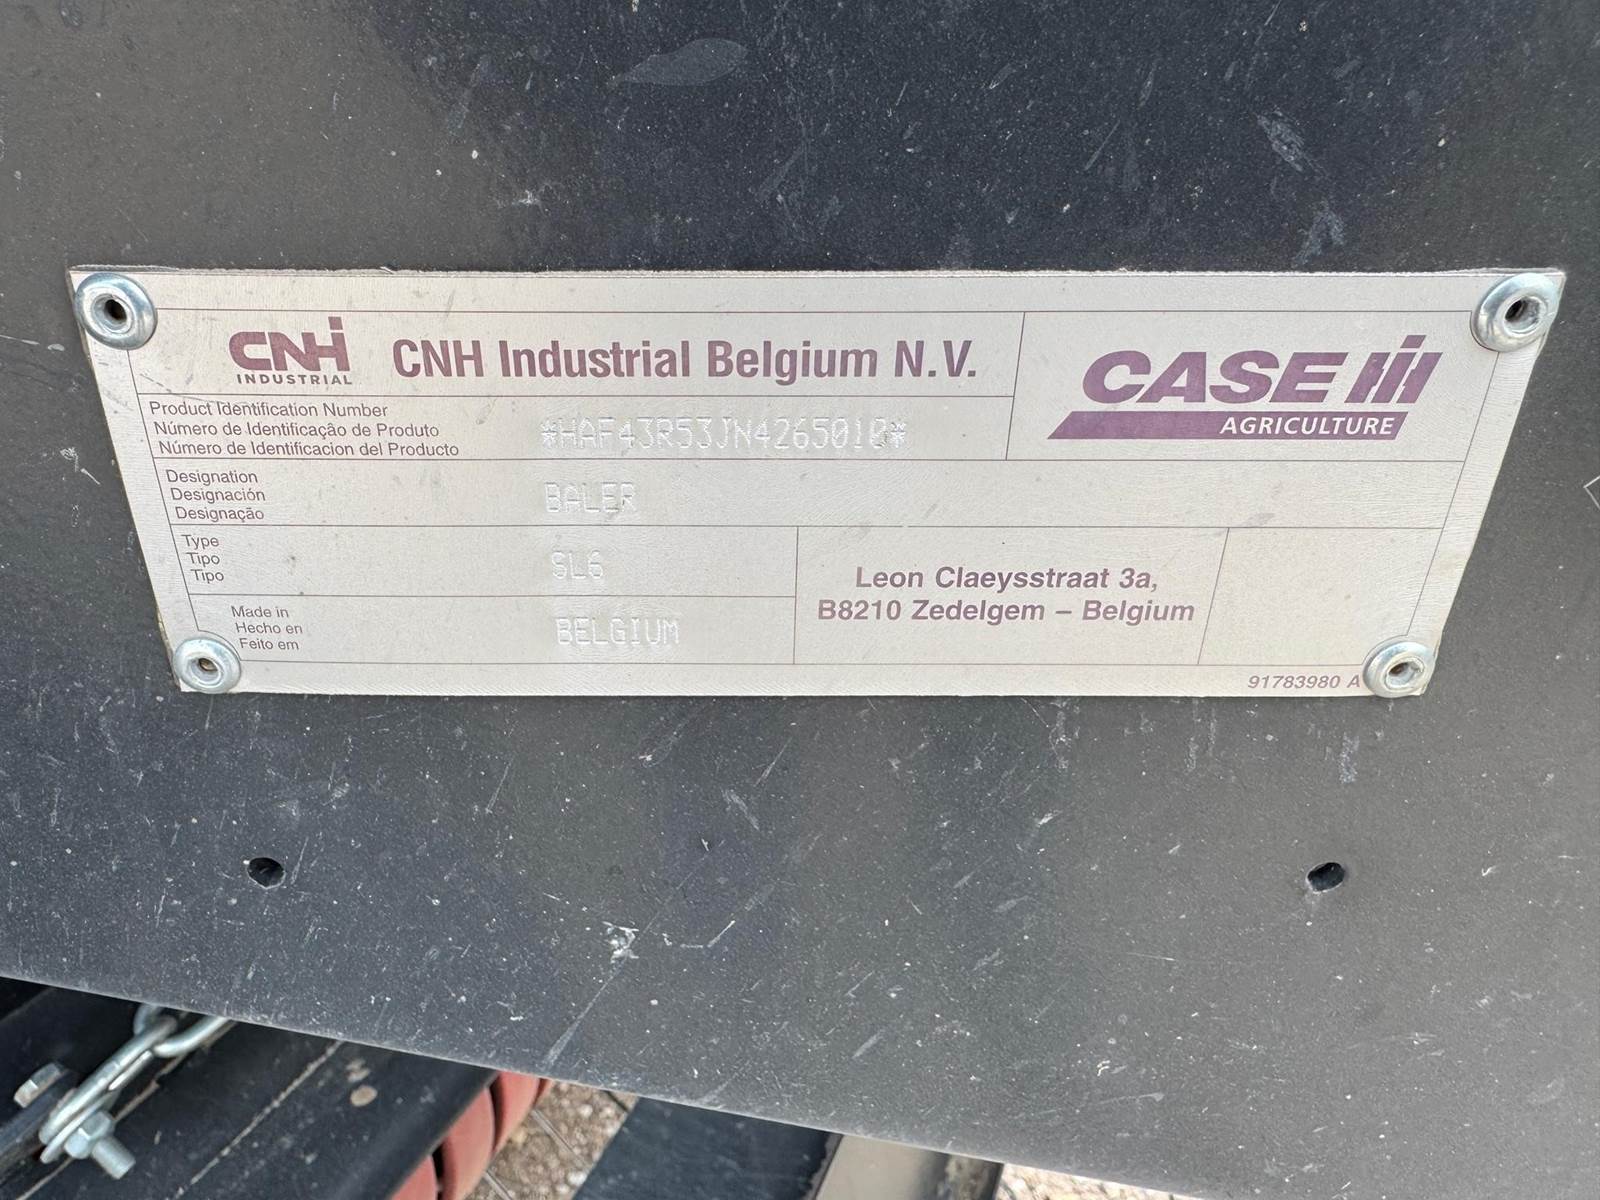 CNHi
INDUSTRIAL
CNH Industrial Belgium N.V.
CASE IH
AGRICULTURE
Product Identification Number
Número de Identificação de Produto
Número de Identificacion del Producto
*HAF43R53JN4265010*
Designation
Designación
Designação
BALER
Type
Tipo
Tipo
SL6
Made in
Hecho en
Feito em
BELGIUM
Leon Claeysstraat 3a,
B8210 Zedelgem – Belgium
91783980 A